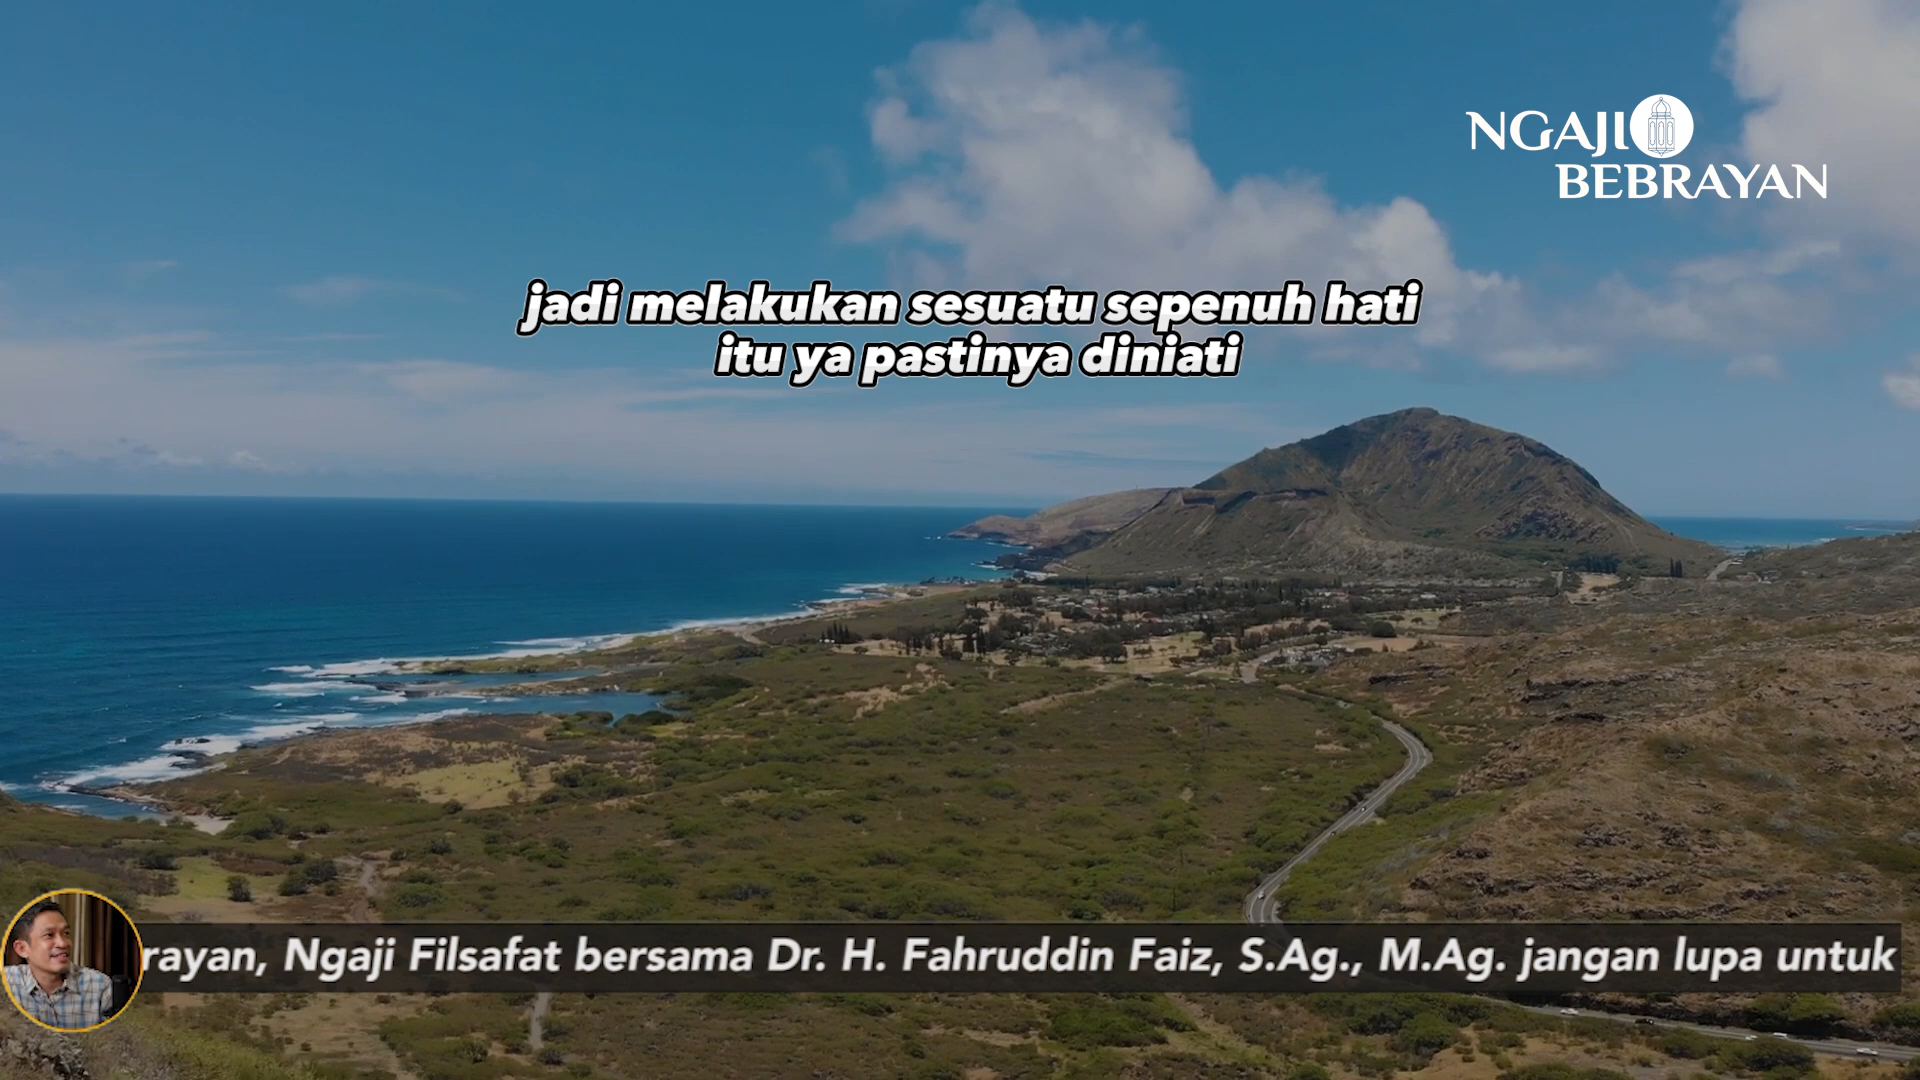 NGAJI
BEBRAYAN
jadi melakukan sesuatu sepenuh hati
itu ya pastinya diniati
rayan, Ngaji Filsafat bersama Dr. H. Fahruddin Faiz, S.Ag., M.Ag. jangan lupa untuk